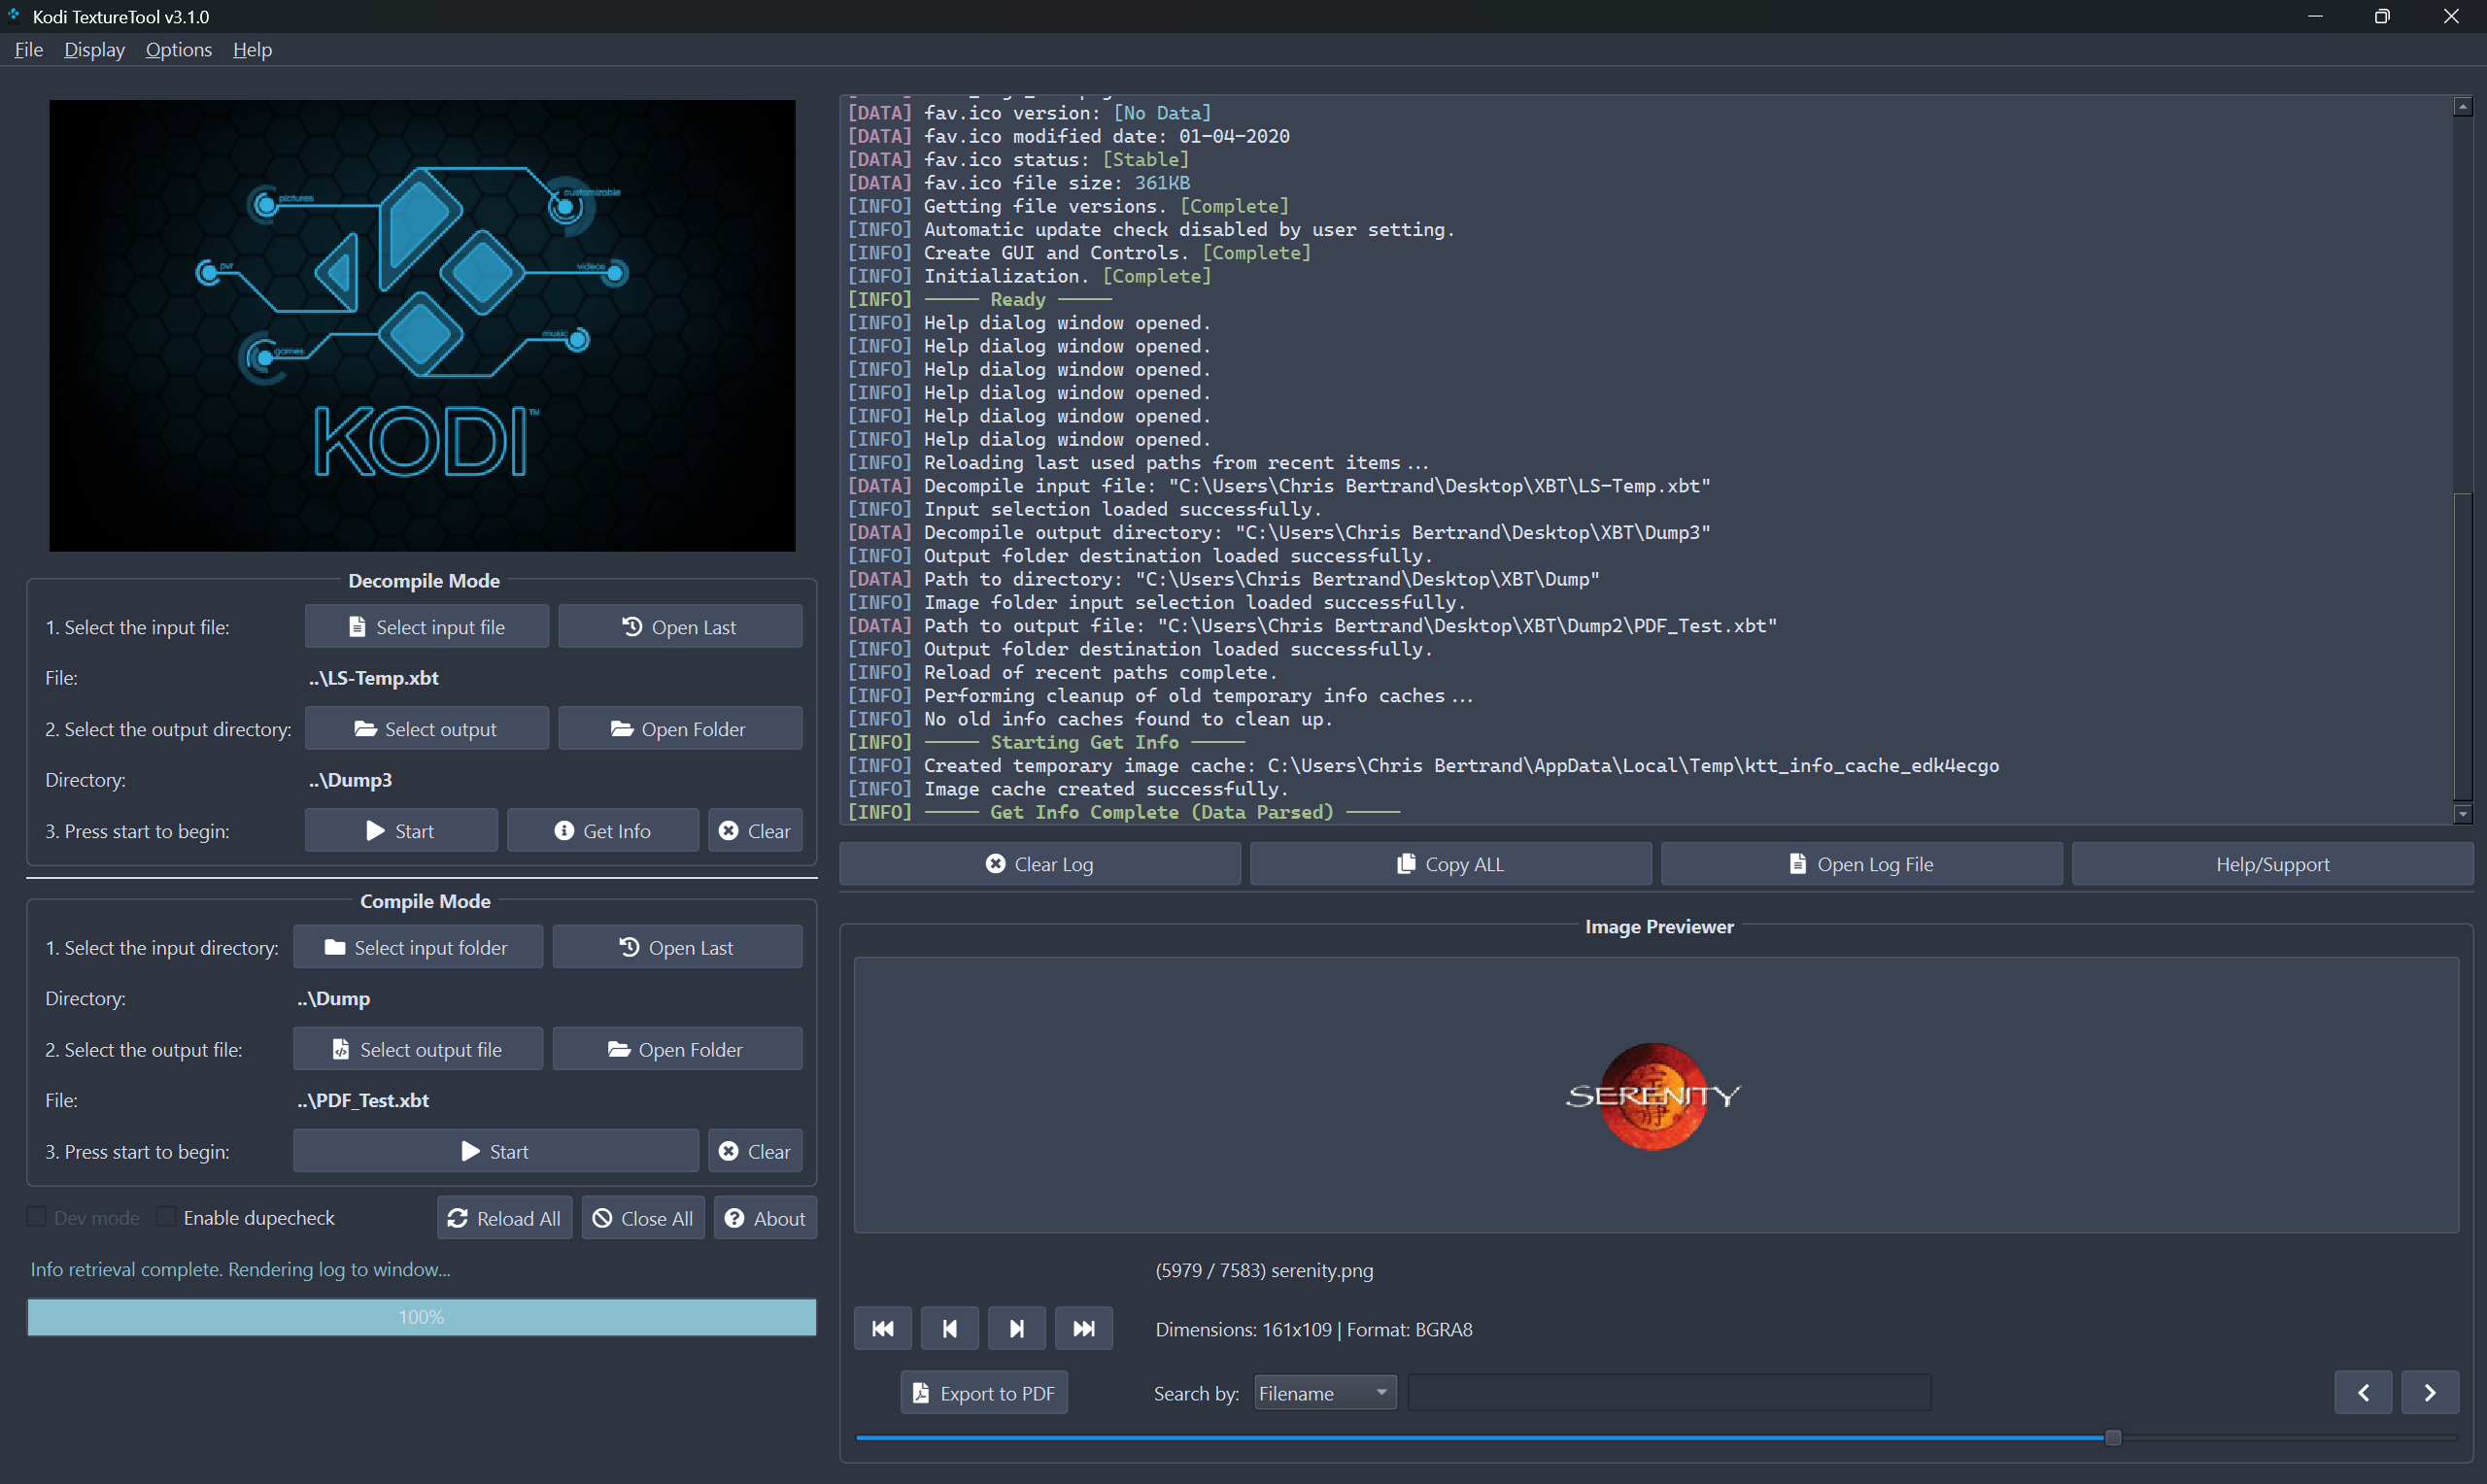 Kodi TextureTool v3.1.0
File Display Options Help
pictures
customizable
pvr
videos
games
music
KODI™
Decompile Mode
1. Select the input file: Select input file Open Last
File: ..\LS-Temp.xbt
2. Select the output directory: Select output Open Folder
Directory: ..\Dump3
3. Press start to begin: Start Get Info Clear
Compile Mode
1. Select the input directory: Select input folder Open Last
Directory: ..\Dump
2. Select the output file: Select output file Open Folder
File: ..\PDF_Test.xbt
3. Press start to begin: Start Clear
Dev mode Enable dupecheck Reload All Close All About
Info retrieval complete. Rendering log to window...
100%
[DATA] fav.ico version: [No Data]
[DATA] fav.ico modified date: 01-04-2020
[DATA] fav.ico status: [Stable]
[DATA] fav.ico file size: 361KB
[INFO] Getting file versions. [Complete]
[INFO] Automatic update check disabled by user setting.
[INFO] Create GUI and Controls. [Complete]
[INFO] Initialization. [Complete]
[INFO] ───── Ready ─────
[INFO] Help dialog window opened.
[INFO] Help dialog window opened.
[INFO] Help dialog window opened.
[INFO] Help dialog window opened.
[INFO] Help dialog window opened.
[INFO] Help dialog window opened.
[INFO] Reloading last used paths from recent items...
[DATA] Decompile input file: "C:\Users\Chris Bertrand\Desktop\XBT\LS-Temp.xbt"
[INFO] Input selection loaded successfully.
[DATA] Decompile output directory: "C:\Users\Chris Bertrand\Desktop\XBT\Dump3"
[INFO] Output folder destination loaded successfully.
[DATA] Path to directory: "C:\Users\Chris Bertrand\Desktop\XBT\Dump"
[INFO] Image folder input selection loaded successfully.
[DATA] Path to output file: "C:\Users\Chris Bertrand\Desktop\XBT\Dump2\PDF_Test.xbt"
[INFO] Output folder destination loaded successfully.
[INFO] Reload of recent paths complete.
[INFO] Performing cleanup of old temporary info caches...
[INFO] No old info caches found to clean up.
[INFO] ───── Starting Get Info ─────
[INFO] Created temporary image cache: C:\Users\Chris Bertrand\AppData\Local\Temp\ktt_info_cache_edk4ecgo
[INFO] Image cache created successfully.
[INFO] ───── Get Info Complete (Data Parsed) ─────
Clear Log Copy ALL Open Log File Help/Support
Image Previewer
SERENITY
(5979 / 7583) serenity.png
Dimensions: 161x109 | Format: BGRA8
Export to PDF Search by: Filename